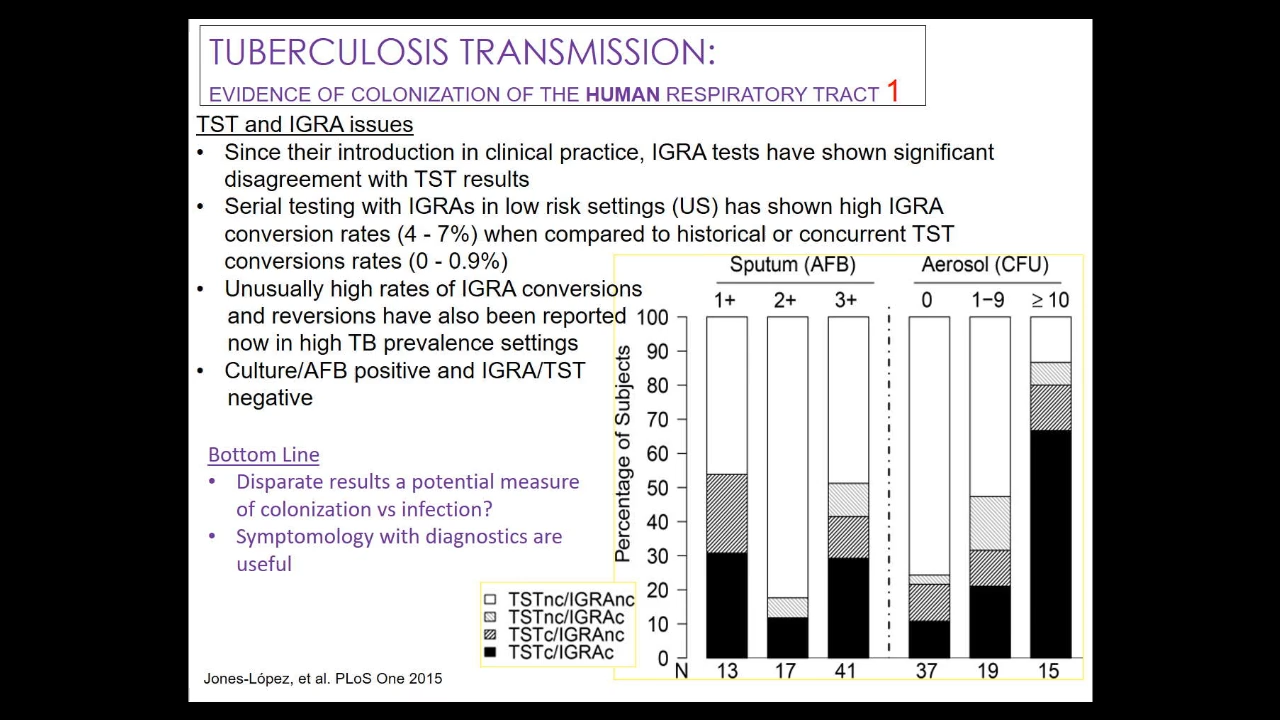 TUBERCULOSIS TRANSMISSION:
EVIDENCE OF COLONIZATION OF THE HUMAN RESPIRATORY TRACT 1
TST and IGRA issues
• Since their introduction in clinical practice, IGRA tests have shown significant
disagreement with TST results
• Serial testing with IGRAs in low risk settings (US) has shown high IGRA
conversion rates (4 - 7%) when compared to historical or concurrent TST
conversions rates (0 - 0.9%)
• Unusually high rates of IGRA conversions
and reversions have also been reported
now in high TB prevalence settings
• Culture/AFB positive and IGRA/TST
negative
Bottom Line
• Disparate results a potential measure
of colonization vs infection?
• Symptomology with diagnostics are
useful
Sputum (AFB) Aerosol (CFU)
1+ 2+ 3+ 0 1−9 ≥ 10
Percentage of Subjects
100
90
80
70
60
50
40
30
20
10
0
N 13 17 41 37 19 15
TSTnc/IGRAnc
TSTnc/IGRAc
TSTc/IGRAnc
TSTc/IGRAc
Jones-López, et al. PLoS One 2015